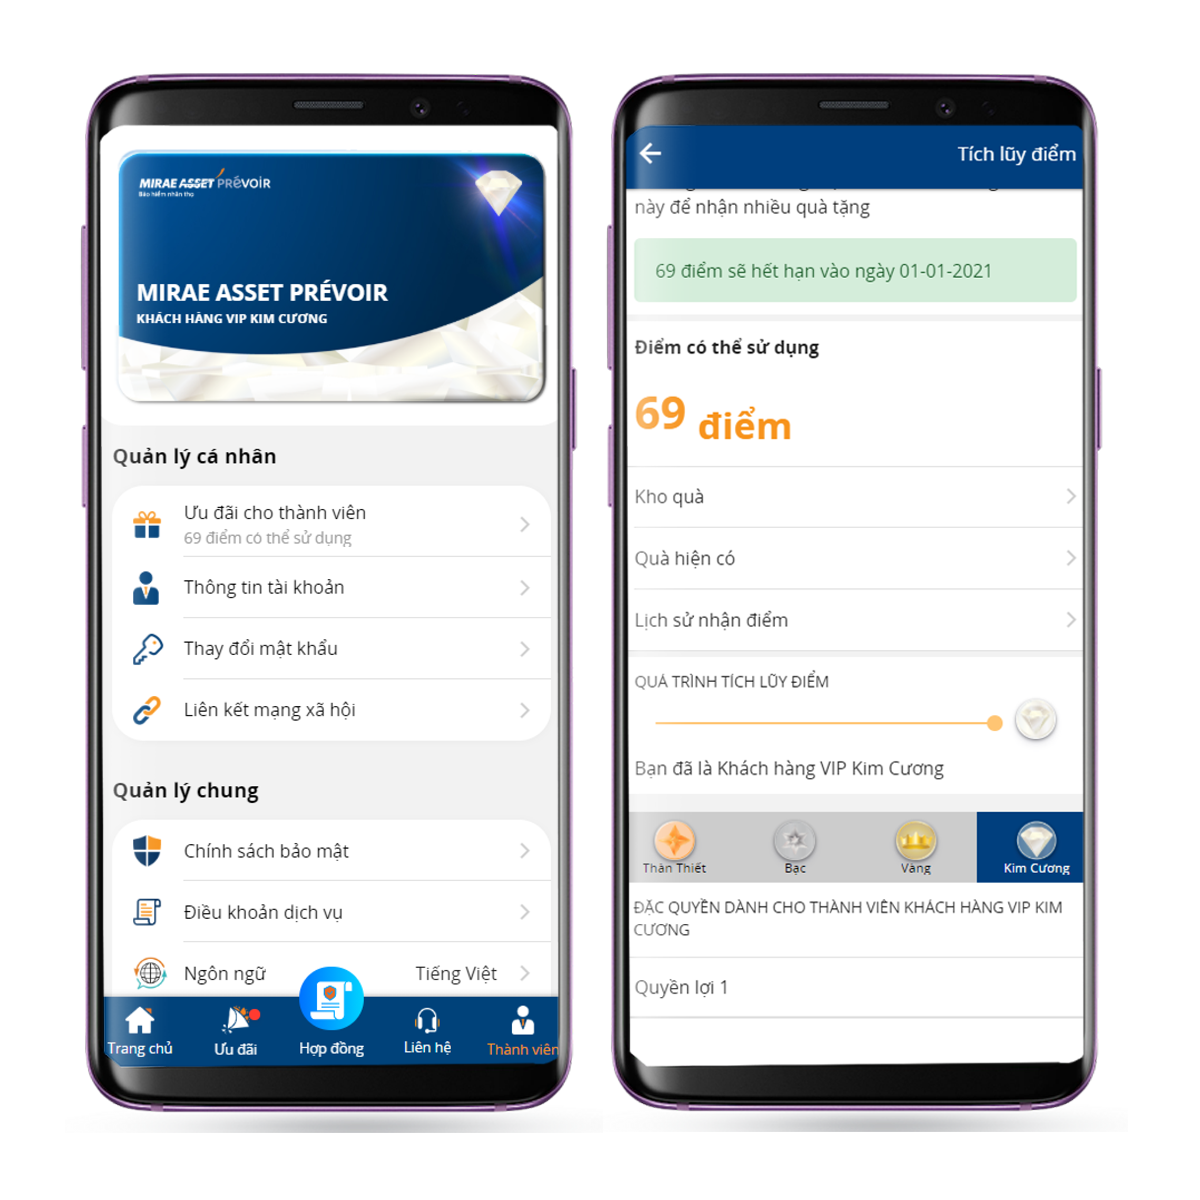 MIRAE ASSET PRÉVOIR
Bảo hiểm nhân thọ
MIRAE ASSET PRÉVOIR
KHÁCH HÀNG VIP KIM CƯƠNG
Quản lý cá nhân
Ưu đãi cho thành viên
69 điểm có thể sử dụng
Thông tin tài khoản
Thay đổi mật khẩu
Liên kết mạng xã hội
Quản lý chung
Chính sách bảo mật
Điều khoản dịch vụ
Ngôn ngữ Tiếng Việt
Trang chủ Ưu đãi Hợp đồng Liên hệ Thành viên
Tích lũy điểm
này để nhận nhiều quà tặng
69 điểm sẽ hết hạn vào ngày 01-01-2021
Điểm có thể sử dụng
69 điểm
Kho quà
Quà hiện có
Lịch sử nhận điểm
QUÁ TRÌNH TÍCH LŨY ĐIỂM
Bạn đã là Khách hàng VIP Kim Cương
Thân Thiết Bạc Vàng Kim Cương
ĐẶC QUYỀN DÀNH CHO THÀNH VIÊN KHÁCH HÀNG VIP KIM
CƯƠNG
Quyền lợi 1